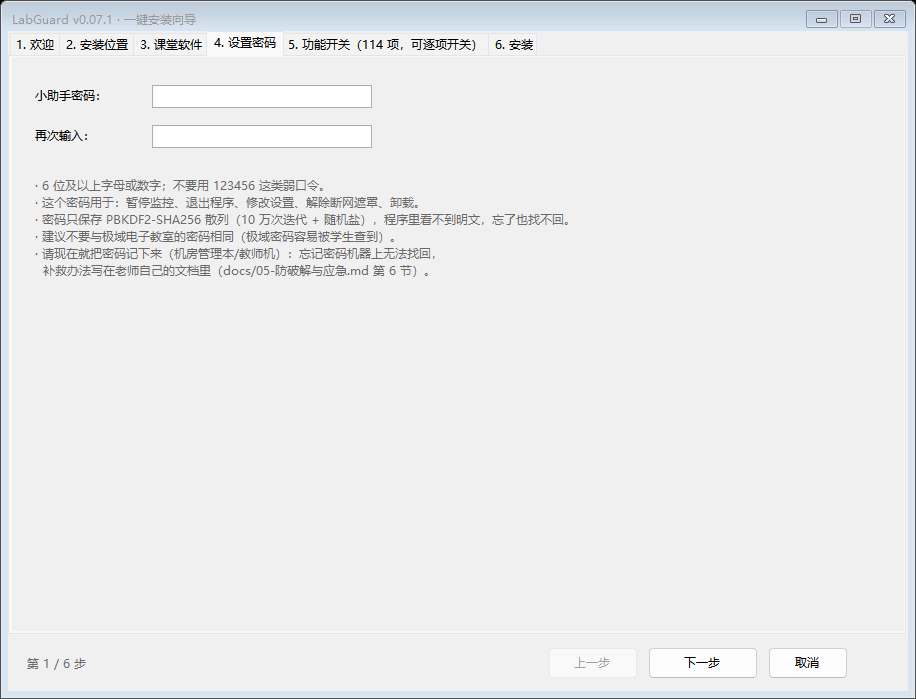 LabGuard v0.07.1 · 一键安装向导
1. 欢迎 2. 安装位置 3. 课堂软件 4. 设置密码 5. 功能开关（114 项，可逐项开关） 6. 安装
小助手密码：
再次输入：
· 6 位及以上字母或数字；不要用 123456 这类弱口令。
· 这个密码用于：暂停监控、退出程序、修改设置、解除断网遮罩、卸载。
· 密码只保存 PBKDF2-SHA256 散列（10 万次迭代 + 随机盐），程序里看不到明文，忘了也找不回。
· 建议不要与极域电子教室的密码相同（极域密码容易被学生查到）。
· 请现在就把密码记下来（机房管理本/教师机）：忘记密码机器上无法找回，
补救办法写在老师自己的文档里（docs/05-防破解与应急.md 第 6 节）。
第 1 / 6 步 上一步 下一步 取消